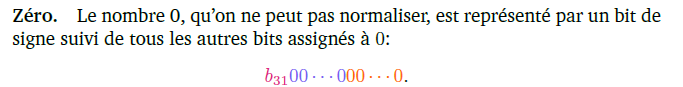 Zéro. Le nombre 0, qu’on ne peut pas normaliser, est représenté par un bit de
signe suivi de tous les autres bits assignés à 0:
b₃₁00 ⋯ 000 ⋯ 0.